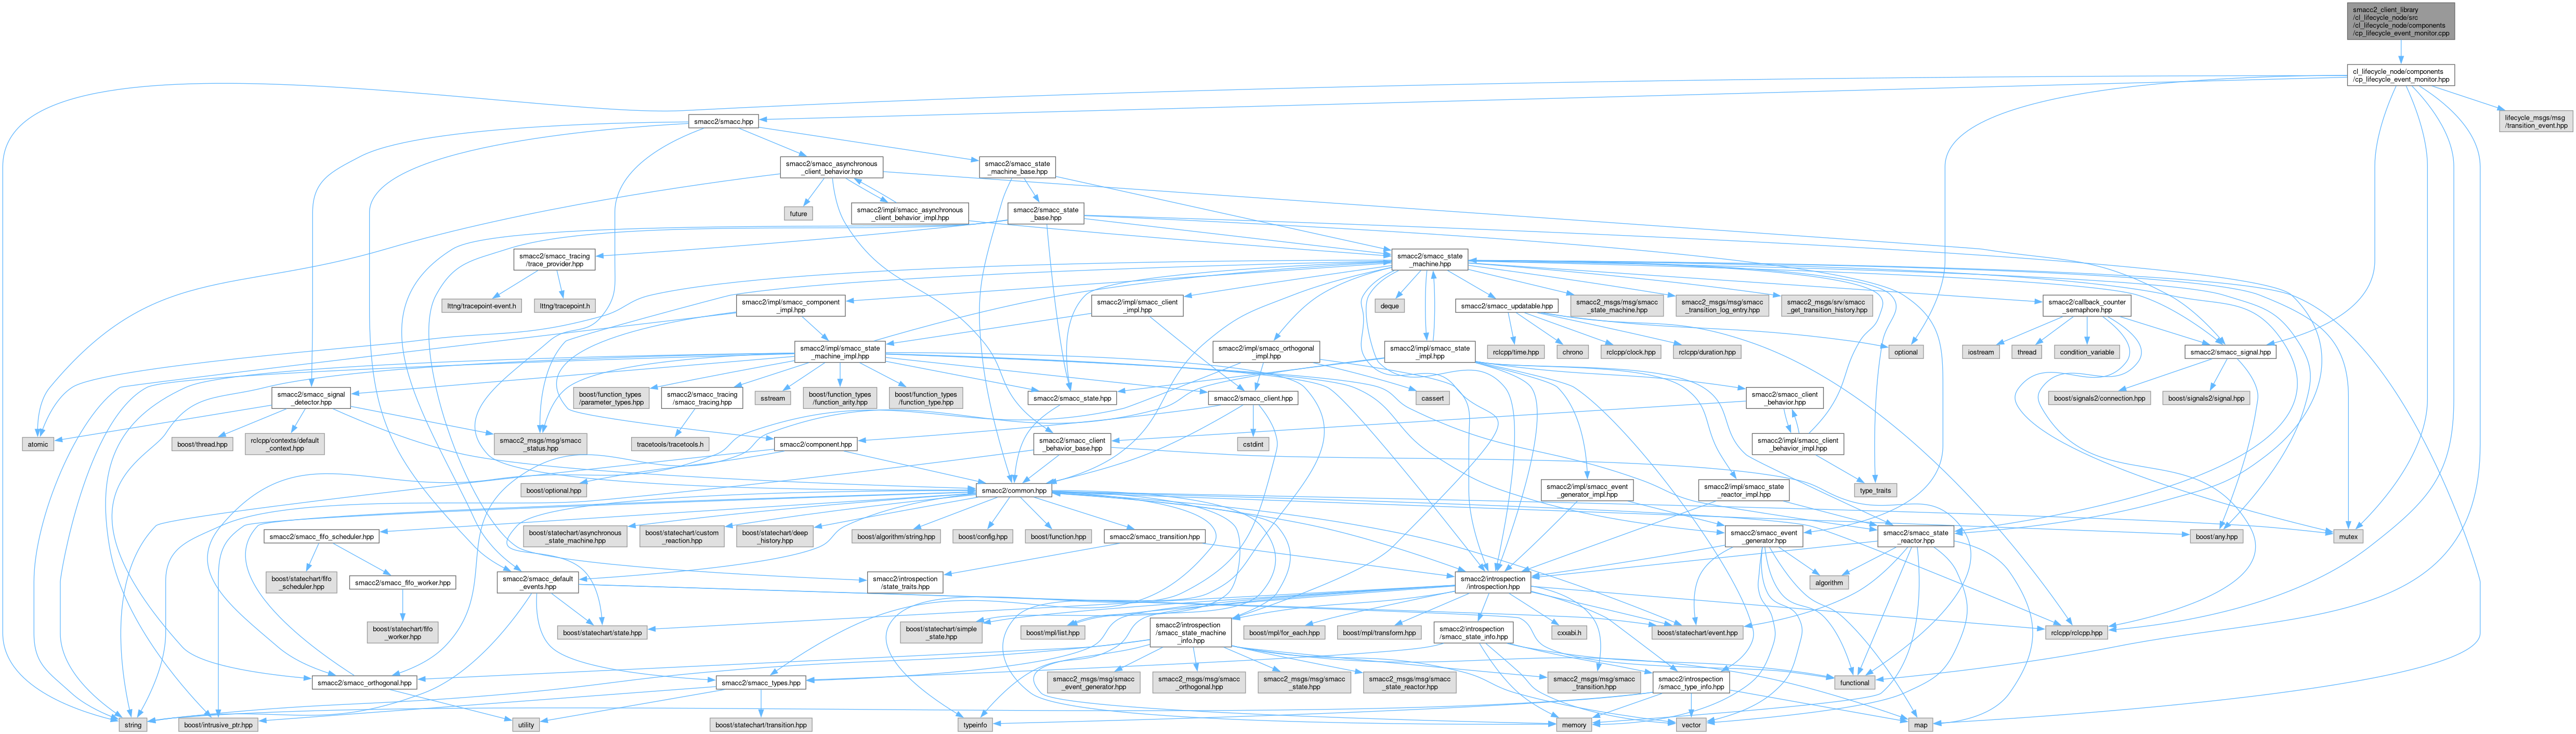 smacc2_client_library
/cl_lifecycle_node/src
/cl_lifecycle_node/components
/cp_lifecycle_event_monitor.cpp
cl_lifecycle_node/components
/cp_lifecycle_event_monitor.hpp
smacc2/smacc.hpp
lifecycle_msgs/msg
/transition_event.hpp
smacc2/smacc_asynchronous
_client_behavior.hpp
smacc2/smacc_state
_machine_base.hpp
future
smacc2/impl/smacc_asynchronous
_client_behavior_impl.hpp
smacc2/smacc_state
_base.hpp
smacc2/smacc_tracing
/trace_provider.hpp
smacc2/smacc_state
_machine.hpp
lttng/tracepoint-event.h
lttng/tracepoint.h
smacc2/impl/smacc_component
_impl.hpp
smacc2/impl/smacc_client
_impl.hpp
deque
smacc2/smacc_updatable.hpp
smacc2_msgs/msg/smacc
_state_machine.hpp
smacc2_msgs/msg/smacc
_transition_log_entry.hpp
smacc2_msgs/srv/smacc
_get_transition_history.hpp
smacc2/callback_counter
_semaphore.hpp
smacc2/impl/smacc_state
_machine_impl.hpp
smacc2/impl/smacc_orthogonal
_impl.hpp
smacc2/impl/smacc_state
_impl.hpp
rclcpp/time.hpp
chrono
rclcpp/clock.hpp
rclcpp/duration.hpp
optional
iostream
thread
condition_variable
smacc2/smacc_signal.hpp
smacc2/smacc_signal
_detector.hpp
boost/function_types
/parameter_types.hpp
smacc2/smacc_tracing
/smacc_tracing.hpp
sstream
boost/function_types
/function_arity.hpp
boost/function_types
/function_type.hpp
smacc2/smacc_state.hpp
smacc2/smacc_client.hpp
cassert
smacc2/smacc_client
_behavior.hpp
boost/signals2/connection.hpp
boost/signals2/signal.hpp
atomic
boost/thread.hpp
rclcpp/contexts/default
_context.hpp
smacc2_msgs/msg/smacc
_status.hpp
tracetools/tracetools.h
smacc2/component.hpp
smacc2/smacc_client
_behavior_base.hpp
cstdint
smacc2/impl/smacc_client
_behavior_impl.hpp
boost/optional.hpp
smacc2/common.hpp
smacc2/impl/smacc_event
_generator_impl.hpp
smacc2/impl/smacc_state
_reactor_impl.hpp
type_traits
smacc2/smacc_fifo_scheduler.hpp
boost/statechart/asynchronous
_state_machine.hpp
boost/statechart/custom
_reaction.hpp
boost/statechart/deep
_history.hpp
boost/algorithm/string.hpp
boost/config.hpp
boost/function.hpp
smacc2/smacc_transition.hpp
smacc2/smacc_event
_generator.hpp
smacc2/smacc_state
_reactor.hpp
boost/any.hpp
mutex
boost/statechart/fifo
_scheduler.hpp
smacc2/smacc_fifo_worker.hpp
smacc2/smacc_default
_events.hpp
smacc2/introspection
/state_traits.hpp
smacc2/introspection
/introspection.hpp
algorithm
boost/statechart/fifo
_worker.hpp
boost/statechart/state.hpp
boost/statechart/simple
_state.hpp
boost/mpl/list.hpp
smacc2/introspection
/smacc_state_machine
_info.hpp
boost/mpl/for_each.hpp
boost/mpl/transform.hpp
smacc2/introspection
/smacc_state_info.hpp
cxxabi.h
boost/statechart/event.hpp
rclcpp/rclcpp.hpp
smacc2/smacc_orthogonal.hpp
smacc2/smacc_types.hpp
smacc2_msgs/msg/smacc
_event_generator.hpp
smacc2_msgs/msg/smacc
_orthogonal.hpp
smacc2_msgs/msg/smacc
_state.hpp
smacc2_msgs/msg/smacc
_state_reactor.hpp
smacc2_msgs/msg/smacc
_transition.hpp
smacc2/introspection
/smacc_type_info.hpp
functional
string
boost/intrusive_ptr.hpp
utility
boost/statechart/transition.hpp
typeinfo
memory
vector
map